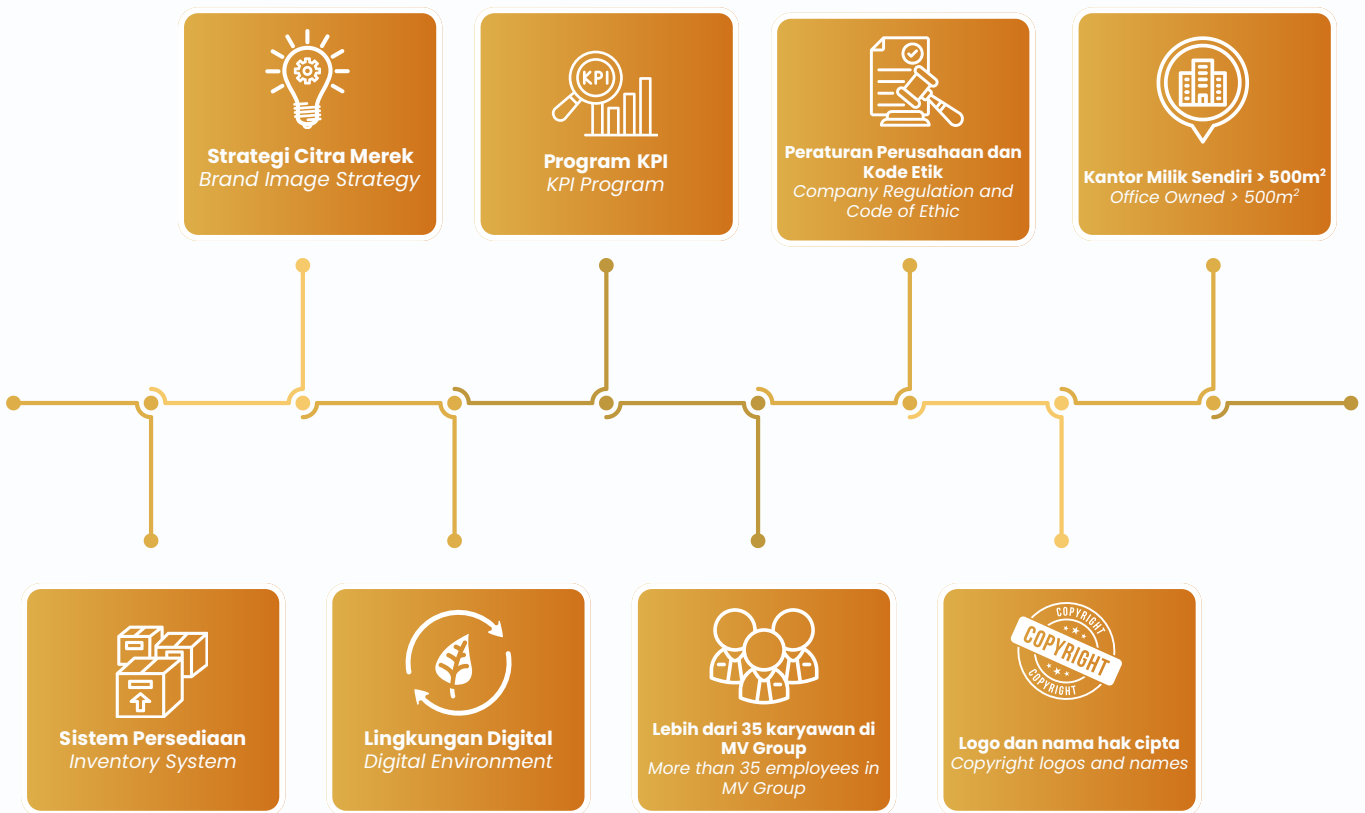 Strategi Citra Merek
Brand Image Strategy
KPI
Program KPI
KPI Program
Peraturan Perusahaan dan
Kode Etik
Company Regulation and
Code of Ethic
Kantor Milik Sendiri > 500m²
Office Owned > 500m²
Sistem Persediaan
Inventory System
Lingkungan Digital
Digital Environment
Lebih dari 35 karyawan di
MV Group
More than 35 employees in
MV Group
COPYRIGHT
COPYRIGHT
COPYRIGHT
Logo dan nama hak cipta
Copyright logos and names